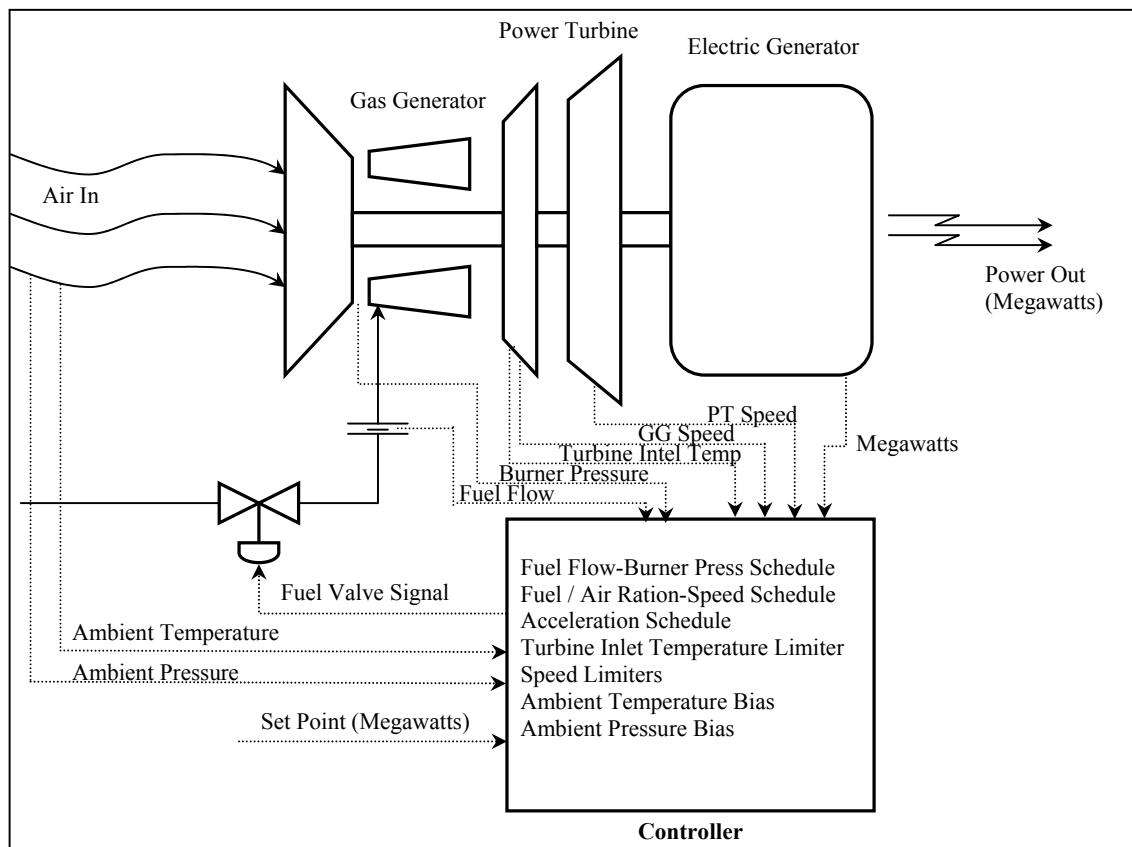 Power Turbine
Electric Generator
Gas Generator
Air In
Power Out
(Megawatts)
PT Speed
GG Speed
Megawatts
Turbine Intel Temp
Burner Pressure
Fuel Flow
Fuel Flow-Burner Press Schedule
Fuel / Air Ration-Speed Schedule
Acceleration Schedule
Turbine Inlet Temperature Limiter
Speed Limiters
Ambient Temperature Bias
Ambient Pressure Bias
Fuel Valve Signal
Ambient Temperature
Ambient Pressure
Set Point (Megawatts)
Controller